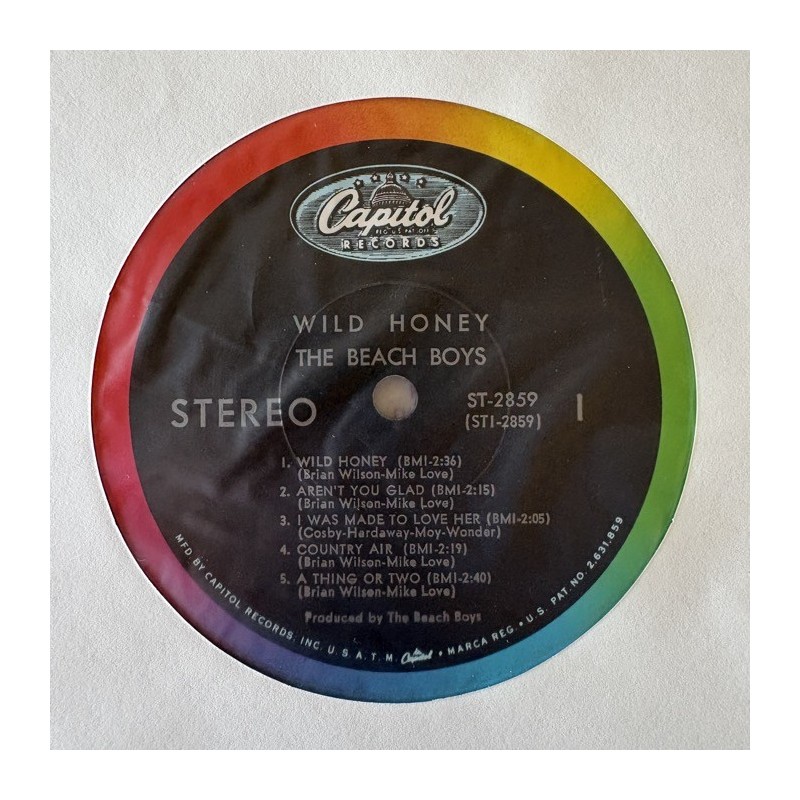 Capitol
REG. U.S. PAT. OFF.
RECORDS
WILD HONEY
THE BEACH BOYS
STEREO
ST-2859
(ST1-2859)
1
1. WILD HONEY (BMI-2:36)
(Brian Wilson-Mike Love)
2. AREN'T YOU GLAD (BMI-2:15)
(Brian Wilson-Mike Love)
3. I WAS MADE TO LOVE HER (BMI-2:05)
(Cosby-Hardaway-Moy-Wonder)
4. COUNTRY AIR (BMI-2:19)
(Brian Wilson-Mike Love)
5. A THING OR TWO (BMI-2:40)
(Brian Wilson-Mike Love)
Produced by The Beach Boys
MFD BY CAPITOL RECORDS, INC. U.S.A. T.M. Capitol • MARCA REG. • U.S. PAT. NO. 2,631,859